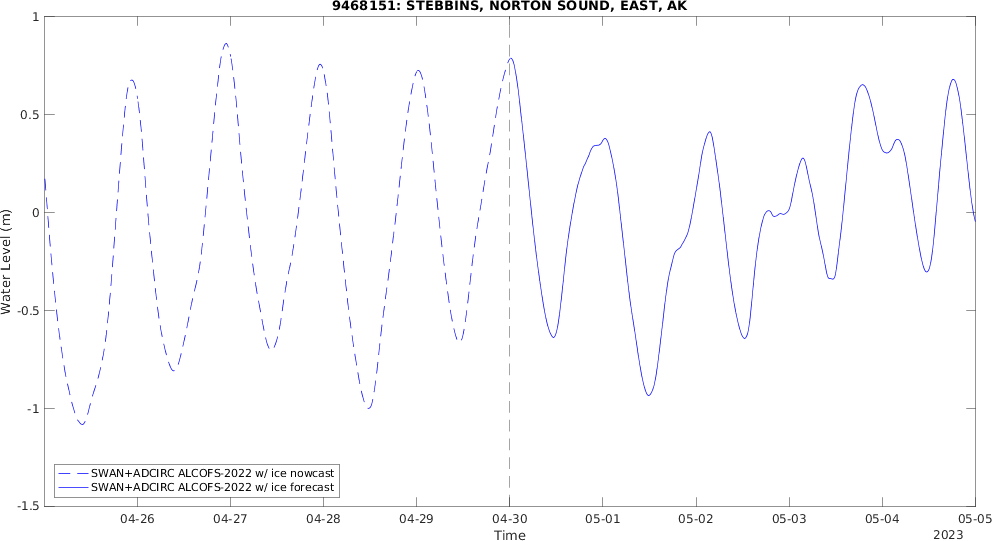 9468151: STEBBINS, NORTON SOUND, EAST, AK
1
0.5
0
-0.5
-1
-1.5
Water Level (m)
SWAN+ADCIRC ALCOFS-2022 w/ ice nowcast
SWAN+ADCIRC ALCOFS-2022 w/ ice forecast
04-26 04-27 04-28 04-29 04-30 05-01 05-02 05-03 05-04 05-05
Time
2023